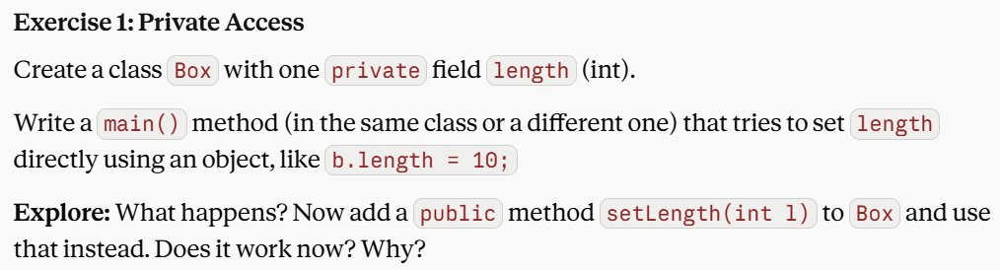 Exercise 1: Private Access
Create a class Box with one private field length (int).
Write a main() method (in the same class or a different one) that tries to set length
directly using an object, like b.length = 10;
Explore: What happens? Now add a public method setLength(int l) to Box and use
that instead. Does it work now? Why?